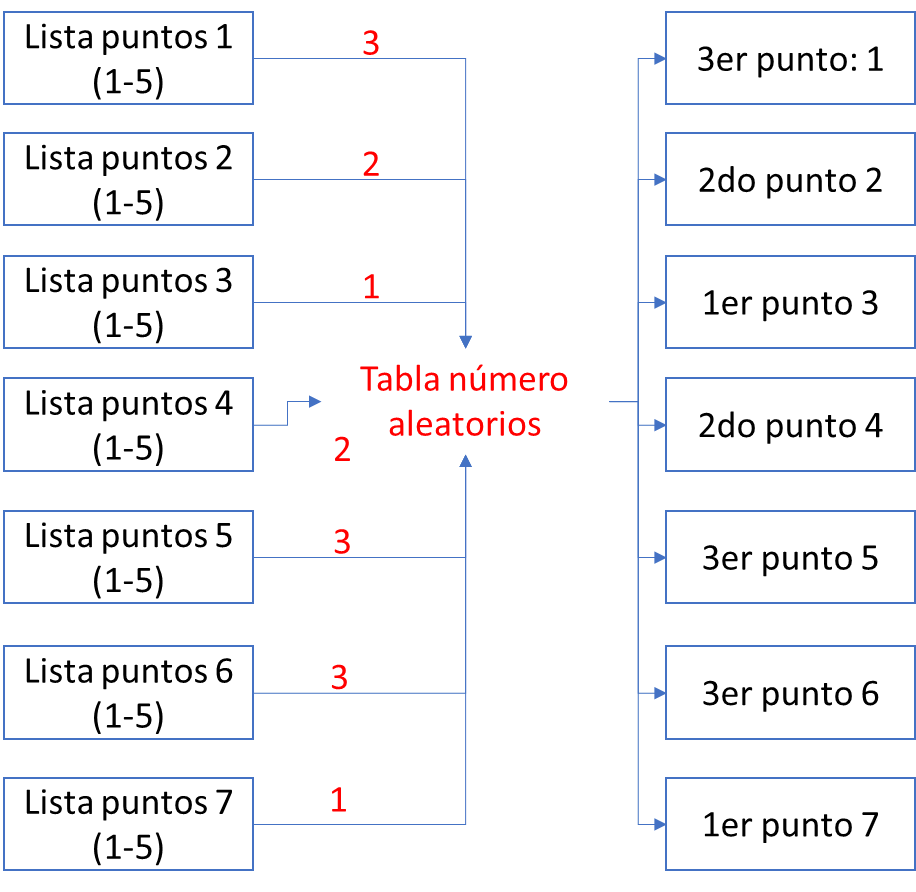 Lista puntos 1
(1-5)
3
3er punto: 1
Lista puntos 2
(1-5)
2
2do punto 2
Lista puntos 3
(1-5)
1
1er punto 3
Tabla número
aleatorios
Lista puntos 4
(1-5)
2
2do punto 4
Lista puntos 5
(1-5)
3
3er punto 5
Lista puntos 6
(1-5)
3
3er punto 6
Lista puntos 7
(1-5)
1
1er punto 7